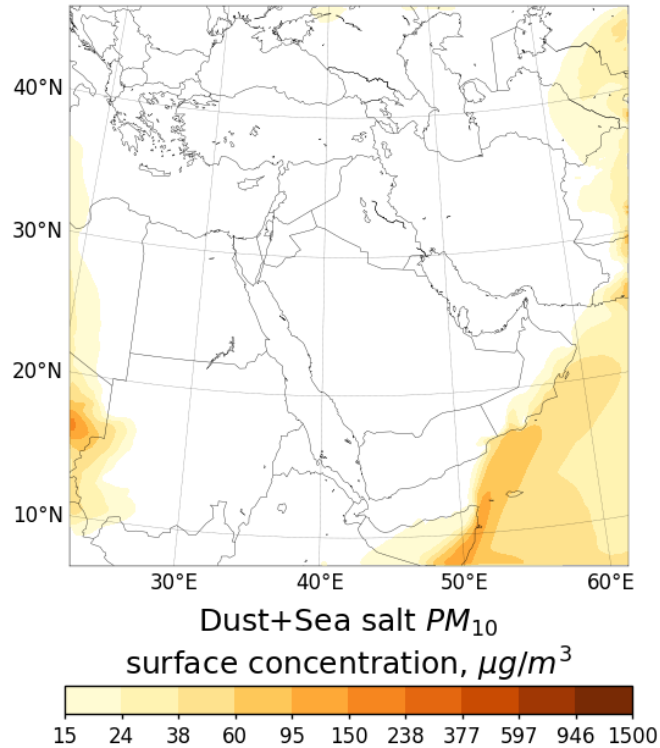 40°N
30°N
20°N
10°N
30°E 40°E 50°E 60°E
Dust+Sea salt PM10
surface concentration, μg/m³
15 24 38 60 95 150 238 377 597 946 1500